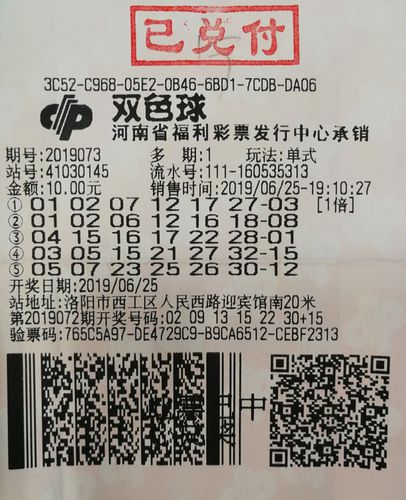 已兑付
3C52-C968-05E2-0B46-6BD1-7CDB-DA06
双色球
河南省福利彩票发行中心承销
期号:2019073 多 期:1 玩法:单式
站号:41030145 流水号:111-160535313
金额:10.00元 销售时间:2019/06/25-19:10:27
① 01 02 07 12 17 27-03 [1倍]
② 01 02 06 12 16 18-08
③ 04 15 16 17 22 28-01
④ 03 05 15 21 27 32-15
⑤ 05 07 23 25 26 30-12
开奖日期:2019/06/25
站地址:洛阳市西工区人民西路迎宾馆南20米
第2019072期开奖号码:02 09 13 15 22 30+15
验票码:765C5A97-DE4729C9-B9CA6512-CEBF2313